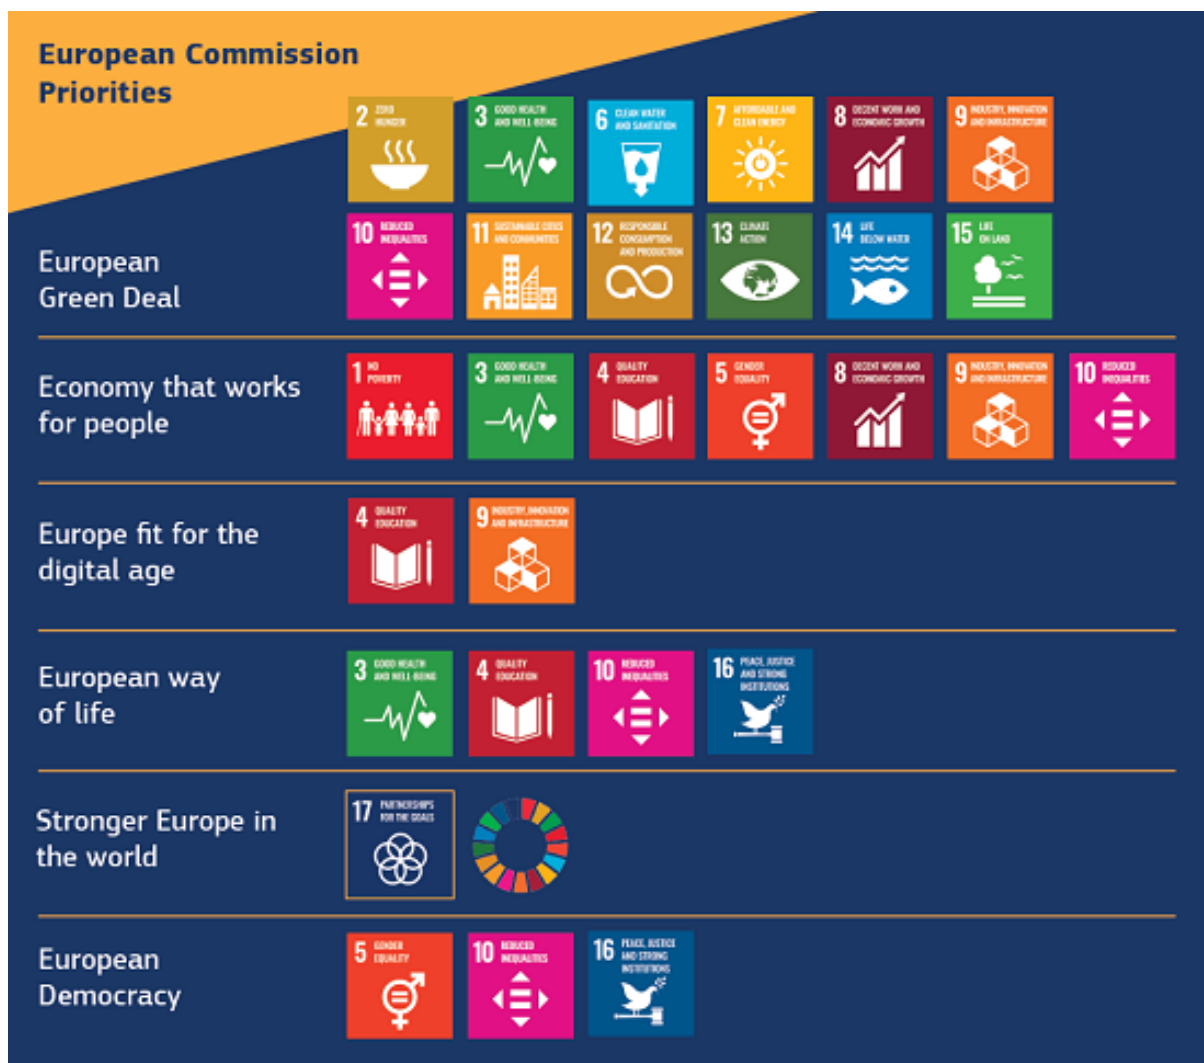 European Commission
Priorities
2 ZERO
HUNGER
3 GOOD HEALTH
AND WELL-BEING
6 CLEAN WATER
AND SANITATION
7 AFFORDABLE AND
CLEAN ENERGY
8 DECENT WORK AND
ECONOMIC GROWTH
9 INDUSTRY, INNOVATION
AND INFRASTRUCTURE
European
Green Deal
10 REDUCED
INEQUALITIES
11 SUSTAINABLE CITIES
AND COMMUNITIES
12 RESPONSIBLE
CONSUMPTION
AND PRODUCTION
13 CLIMATE
ACTION
14 LIFE
BELOW WATER
15 LIFE
ON LAND
Economy that works
for people
1 NO
POVERTY
3 GOOD HEALTH
AND WELL-BEING
4 QUALITY
EDUCATION
5 GENDER
EQUALITY
8 DECENT WORK AND
ECONOMIC GROWTH
9 INDUSTRY, INNOVATION
AND INFRASTRUCTURE
10 REDUCED
INEQUALITIES
Europe fit for the
digital age
4 QUALITY
EDUCATION
9 INDUSTRY, INNOVATION
AND INFRASTRUCTURE
European way
of life
3 GOOD HEALTH
AND WELL-BEING
4 QUALITY
EDUCATION
10 REDUCED
INEQUALITIES
16 PEACE, JUSTICE
AND STRONG
INSTITUTIONS
Stronger Europe in
the world
17 PARTNERSHIPS
FOR THE GOALS
European
Democracy
5 GENDER
EQUALITY
10 REDUCED
INEQUALITIES
16 PEACE, JUSTICE
AND STRONG
INSTITUTIONS